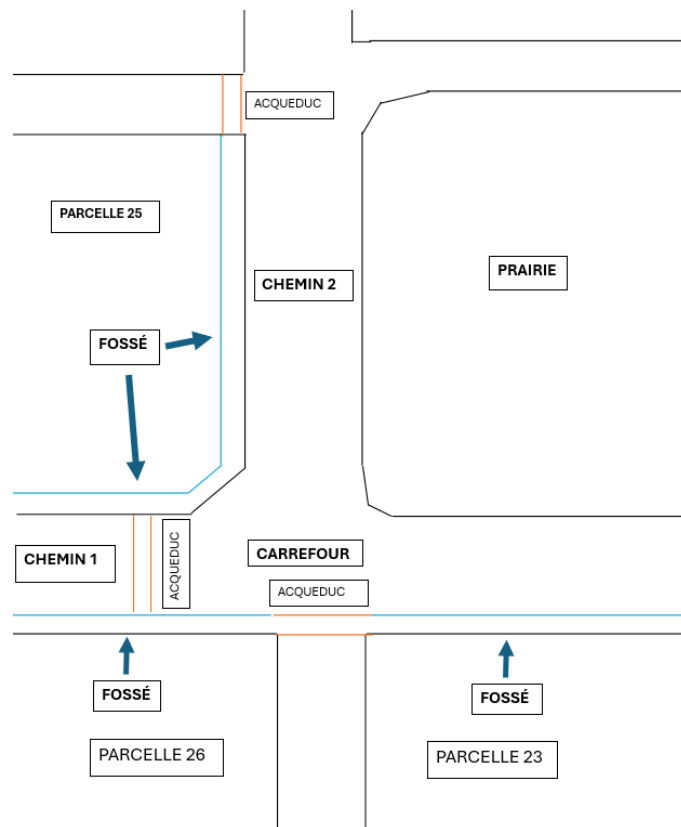 ACQUEDUC
PARCELLE 25
PRAIRIE
CHEMIN 2
FOSSÉ
ACQUEDUC
CHEMIN 1
CARREFOUR
ACQUEDUC
FOSSÉ
FOSSÉ
PARCELLE 26
PARCELLE 23